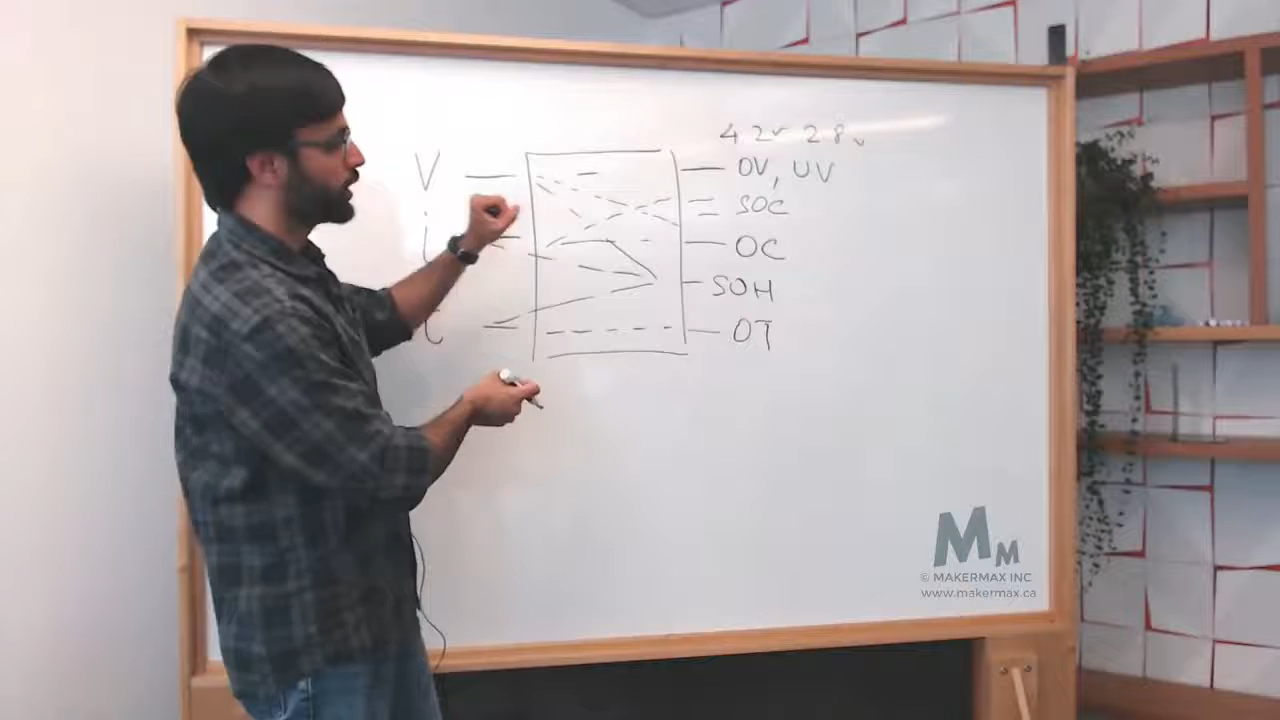 4.2v 2.8v
V OV, UV
SOC
i OC
SOH
t OT
Mm
© MAKERMAX INC
www.makermax.ca